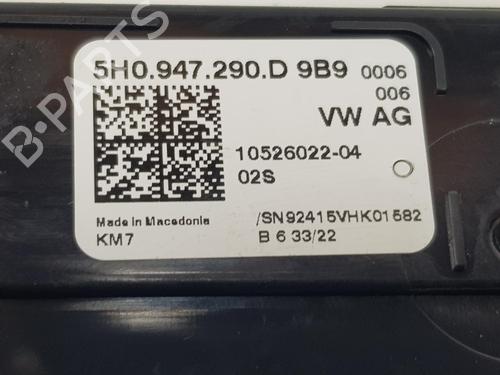 5H0.947.290.D 9B9 0006
006
VW AG
10526022-04
02S
Made in Macedonia
KM7
/SN92415VHK01582
B 6 33/22
B-PARTS